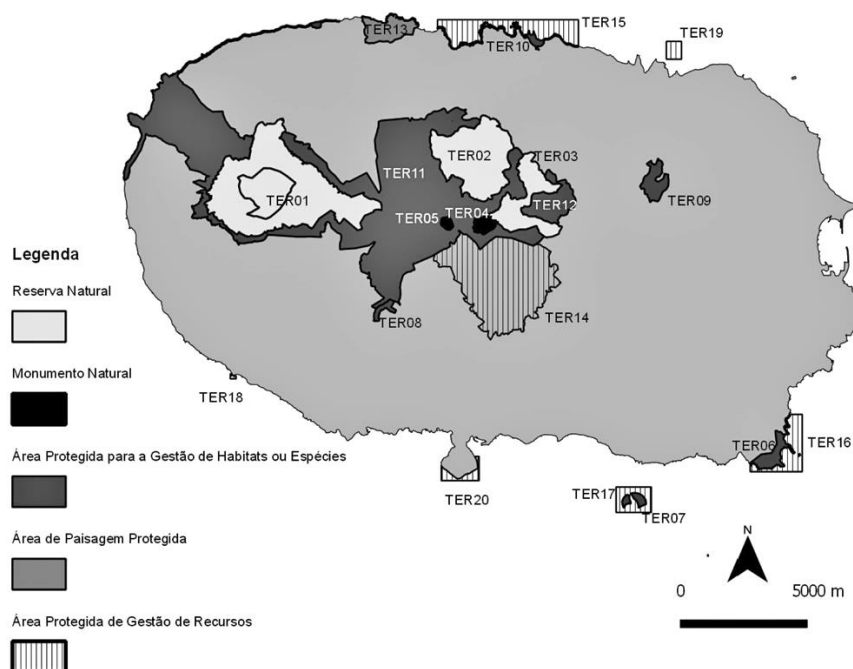 TER13
TER15
TER10
TER19
TER02
TER03
TER11
TER01
TER09
TER05
TER04
TER12
TER14
TER08
TER18
TER06
TER16
TER20
TER17
TER07
Legenda
Reserva Natural
Monumento Natural
Área Protegida para a Gestão de Habitats ou Espécies
Área de Paisagem Protegida
Área Protegida de Gestão de Recursos
N
0 5000 m